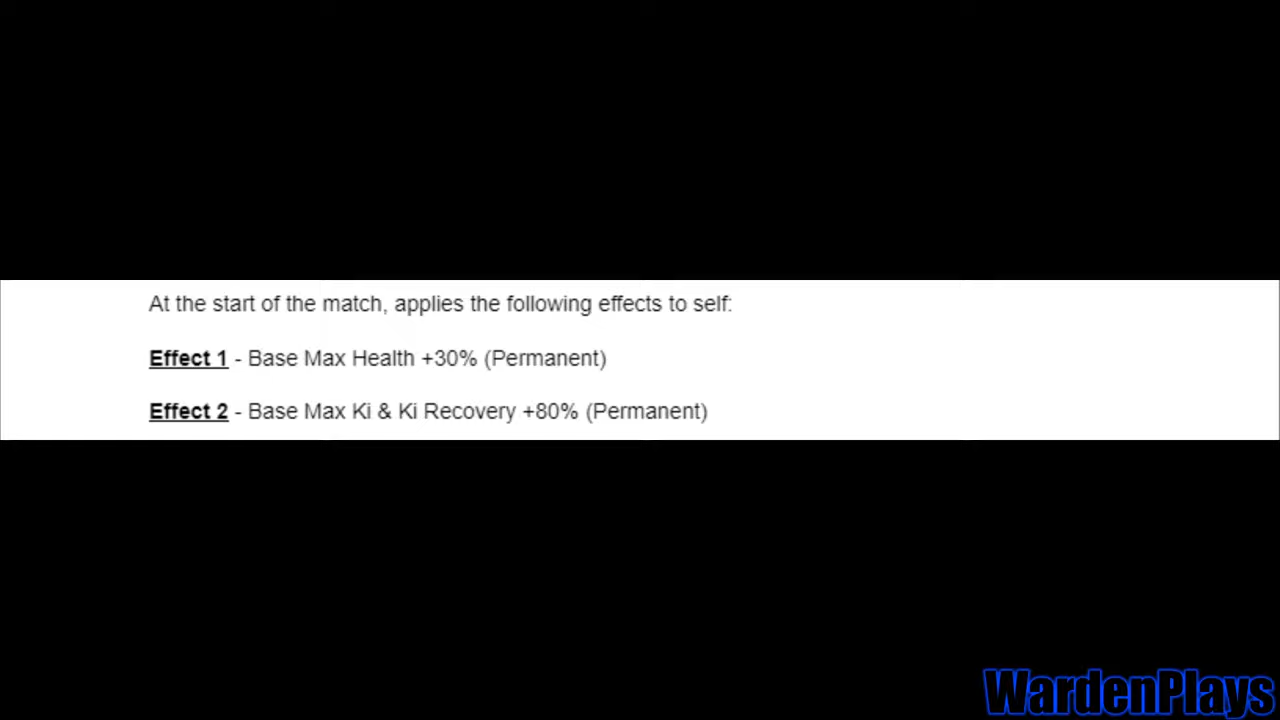 At the start of the match, applies the following effects to self:
Effect 1 - Base Max Health +30% (Permanent)
Effect 2 - Base Max Ki & Ki Recovery +80% (Permanent)
WardenPlays